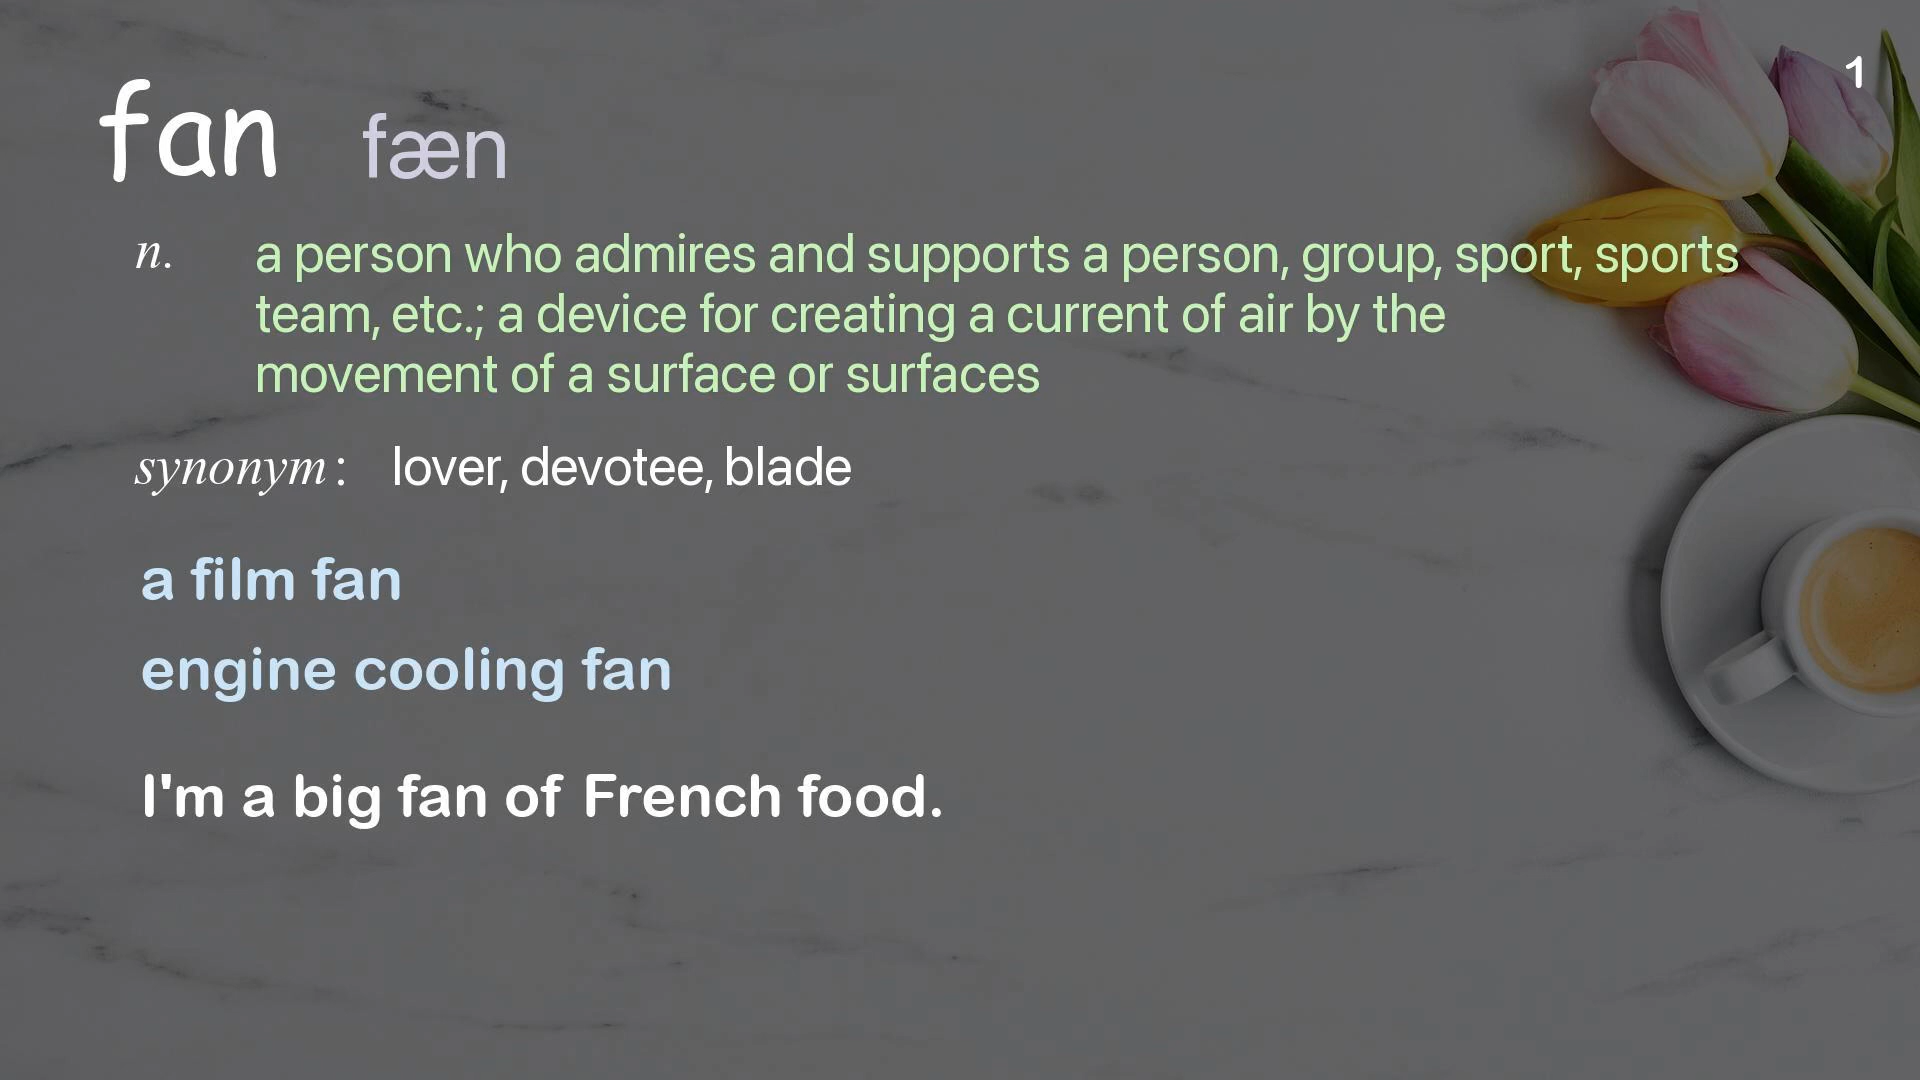 1
fan fæn
n. a person who admires and supports a person, group, sport, sports
team, etc.; a device for creating a current of air by the
movement of a surface or surfaces
synonym: lover, devotee, blade
a film fan
engine cooling fan
I'm a big fan of French food.